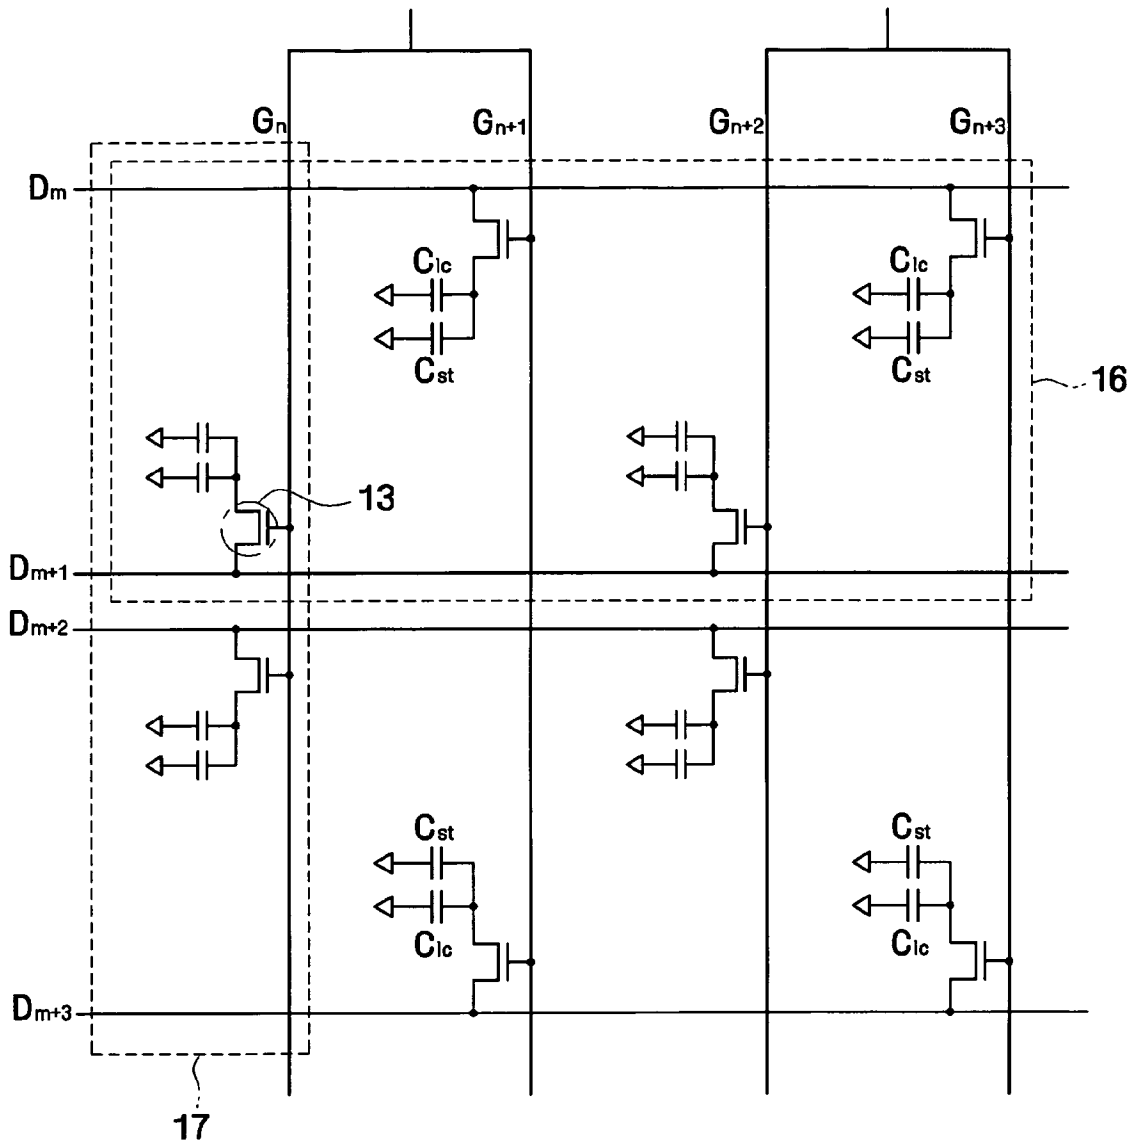 Gn Gn+1 Gn+2 Gn+3
Dm
Clc Clc
Cst Cst
16
13
Dm+1
Dm+2
Cst Cst
Clc Clc
Dm+3
17